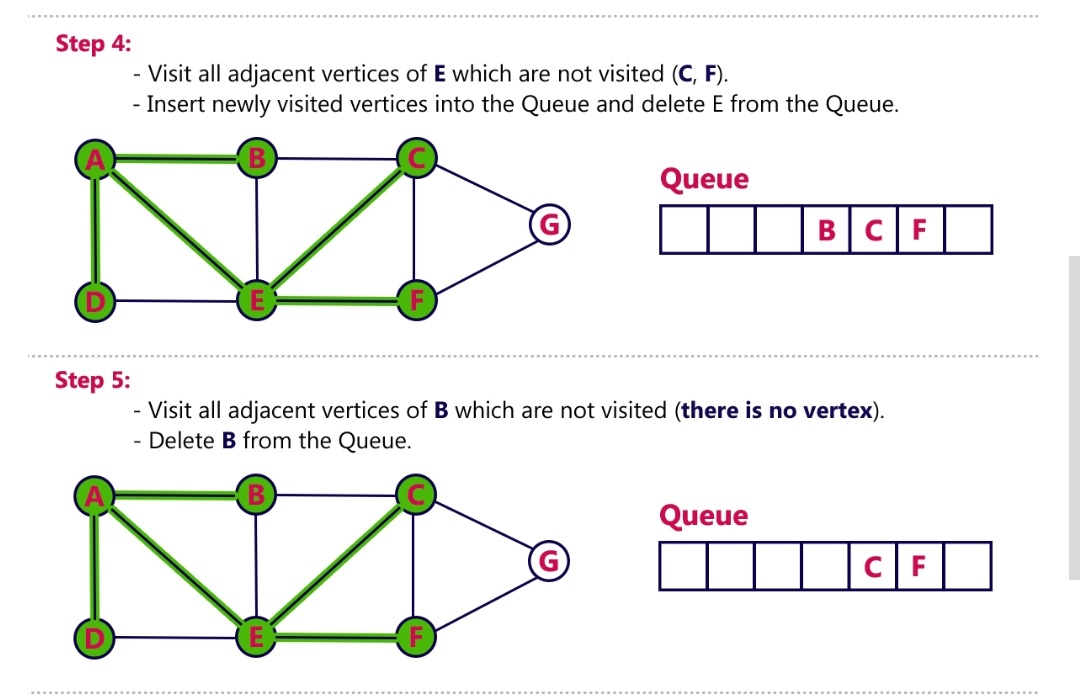 Step 4:
- Visit all adjacent vertices of E which are not visited (C, F).
- Insert newly visited vertices into the Queue and delete E from the Queue.
A B C
G
D E F
Queue
B C F
Step 5:
- Visit all adjacent vertices of B which are not visited (there is no vertex).
- Delete B from the Queue.
A B C
G
D E F
Queue
C F